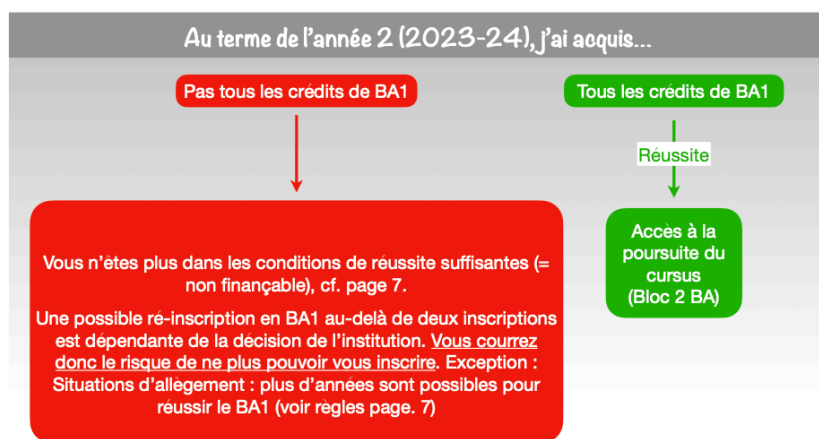 Au terme de l'année 2 (2023-24), j'ai acquis...
Pas tous les crédits de BA1
Tous les crédits de BA1
Réussite
Vous n'êtes plus dans les conditions de réussite suffisantes (=
non finançable), cf. page 7.
Une possible ré-inscription en BA1 au-delà de deux inscriptions
est dépendante de la décision de l'institution. Vous courrez
donc le risque de ne plus pouvoir vous inscrire. Exception :
Situations d'allègement : plus d'années sont possibles pour
réussir le BA1 (voir règles page. 7)
Accès à la
poursuite du
cursus
(Bloc 2 BA)